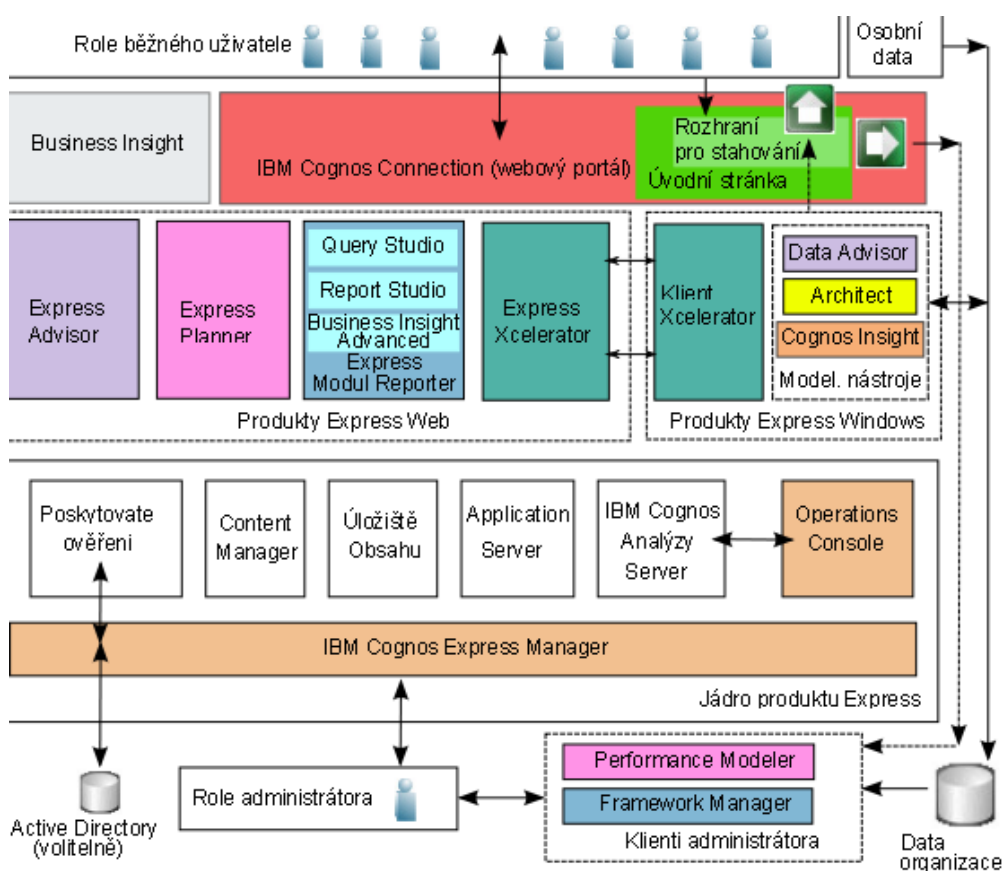 Role běžného uživatele
Osobní
data
Business Insight
IBM Cognos Connection (webový portál)
Rozhraní
pro stahování
Úvodní stránka
Express
Advisor
Express
Planner
Query Studio
Report Studio
Business Insight
Advanced
Express
Modul Reporter
Express
Xcelerator
Klient
Xcelerator
Data Advisor
Architect
Cognos Insight
Model. nástroje
Produkty Express Web
Produkty Express Windows
Poskytovate
ověřeni
Content
Manager
Úložiště
Obsahu
Application
Server
IBM Cognos
Analýzy
Server
Operations
Console
IBM Cognos Express Manager
Jádro produktu Express
Active Directory
(volitelně)
Role administrátora
Performance Modeler
Framework Manager
Klienti administrátora
Data
organizace